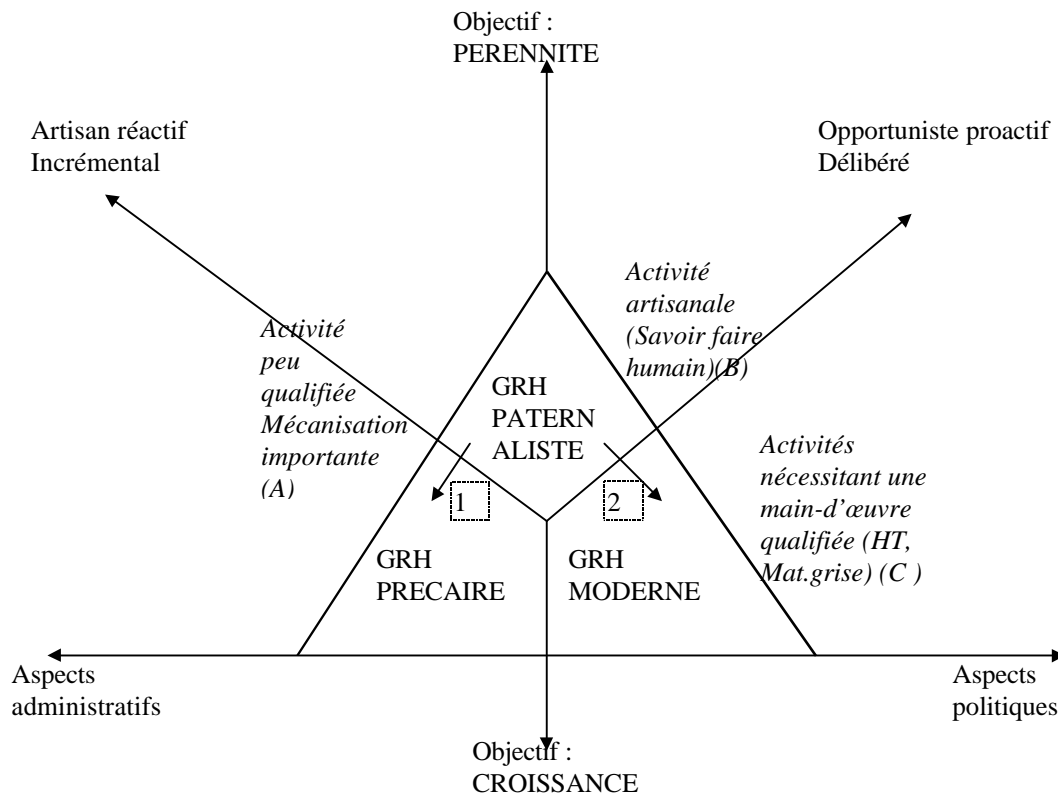 Objectif :
PERENNITE
Artisan réactif
Incrémental
Opportuniste proactif
Délibéré
Activité
peu
qualifiée
Mécanisation
importante
(A)
Activité
artisanale
(Savoir faire
humain)(B)
GRH
PATERN
ALISTE
Activités
nécessitant une
main-d'œuvre
qualifiée (HT,
Mat.grise) (C )
1
2
GRH
PRECAIRE
GRH
MODERNE
Aspects
administratifs
Aspects
politiques
Objectif :
CROISSANCE